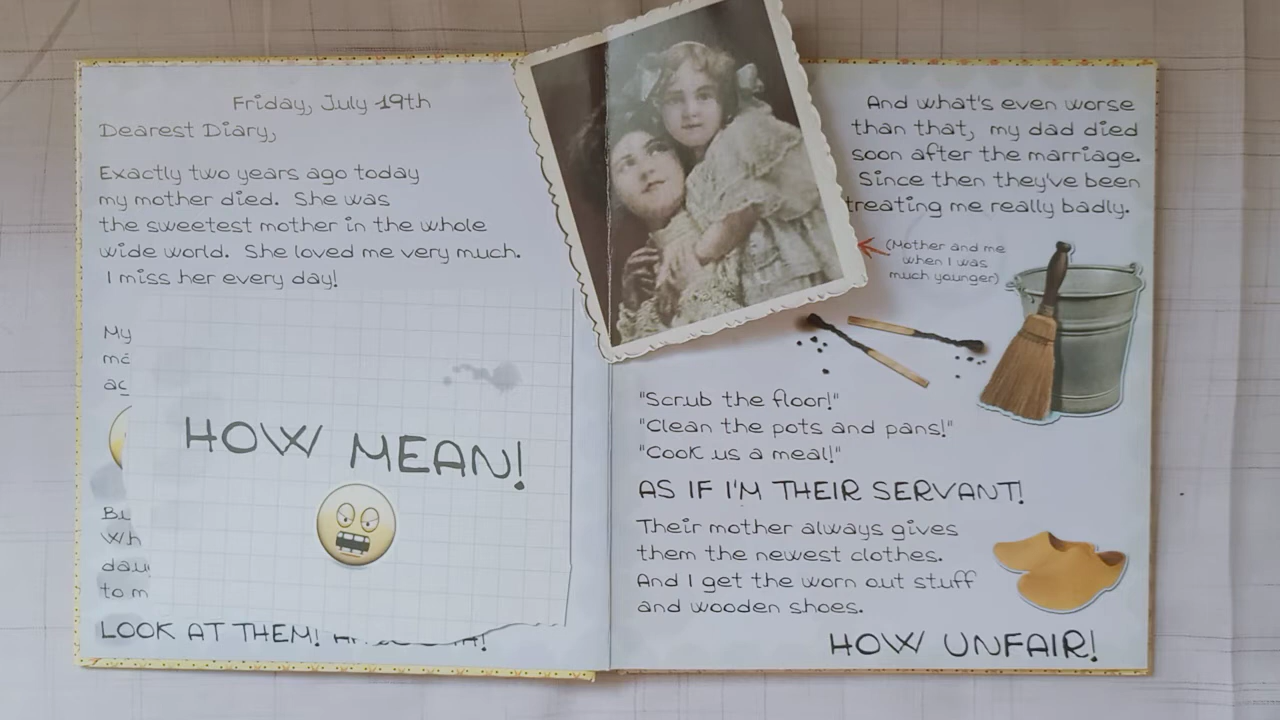 Friday, July 19th
Dearest Diary,
Exactly two years ago today
my mother died. She was
the sweetest mother in the whole
wide world. She loved me very much.
I miss her every day!
My
HOW MEAN!
to m
LOOK AT THEM!
And what's even worse
than that, my dad died
soon after the marriage.
Since then they've been
treating me really badly.
(Mother and me
when I was
much younger)
"Scrub the floor!"
"Clean the pots and pans!"
"Cook us a meal!"
AS IF I'M THEIR SERVANT!
Their mother always gives
them the newest clothes.
And I get the worn out stuff
and wooden shoes.
HOW UNFAIR!